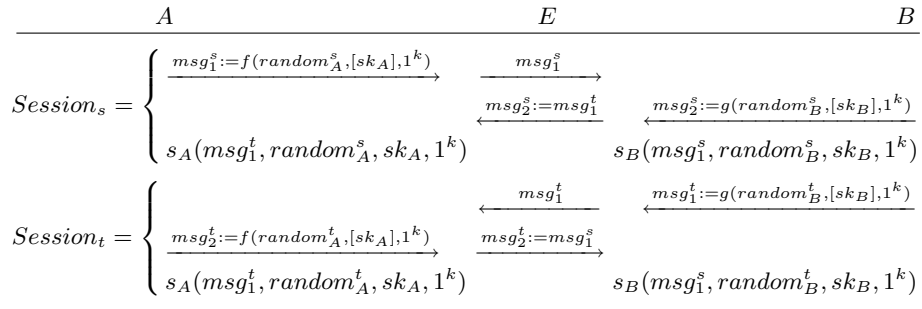 A E B
msg_1^s:=f(random_A^s,[sk_A],1^k) msg_1^s
Session_s = { msg_2^s:=msg_1^t msg_2^s:=g(random_B^s,[sk_B],1^k)
s_A(msg_1^t, random_A^s, sk_A, 1^k) s_B(msg_1^s, random_B^s, sk_B, 1^k)
msg_1^t msg_1^t:=g(random_B^t,[sk_B],1^k)
Session_t = { msg_2^t:=f(random_A^t,[sk_A],1^k) msg_2^t:=msg_1^s
s_A(msg_1^t, random_A^t, sk_A, 1^k) s_B(msg_1^s, random_B^t, sk_B, 1^k)